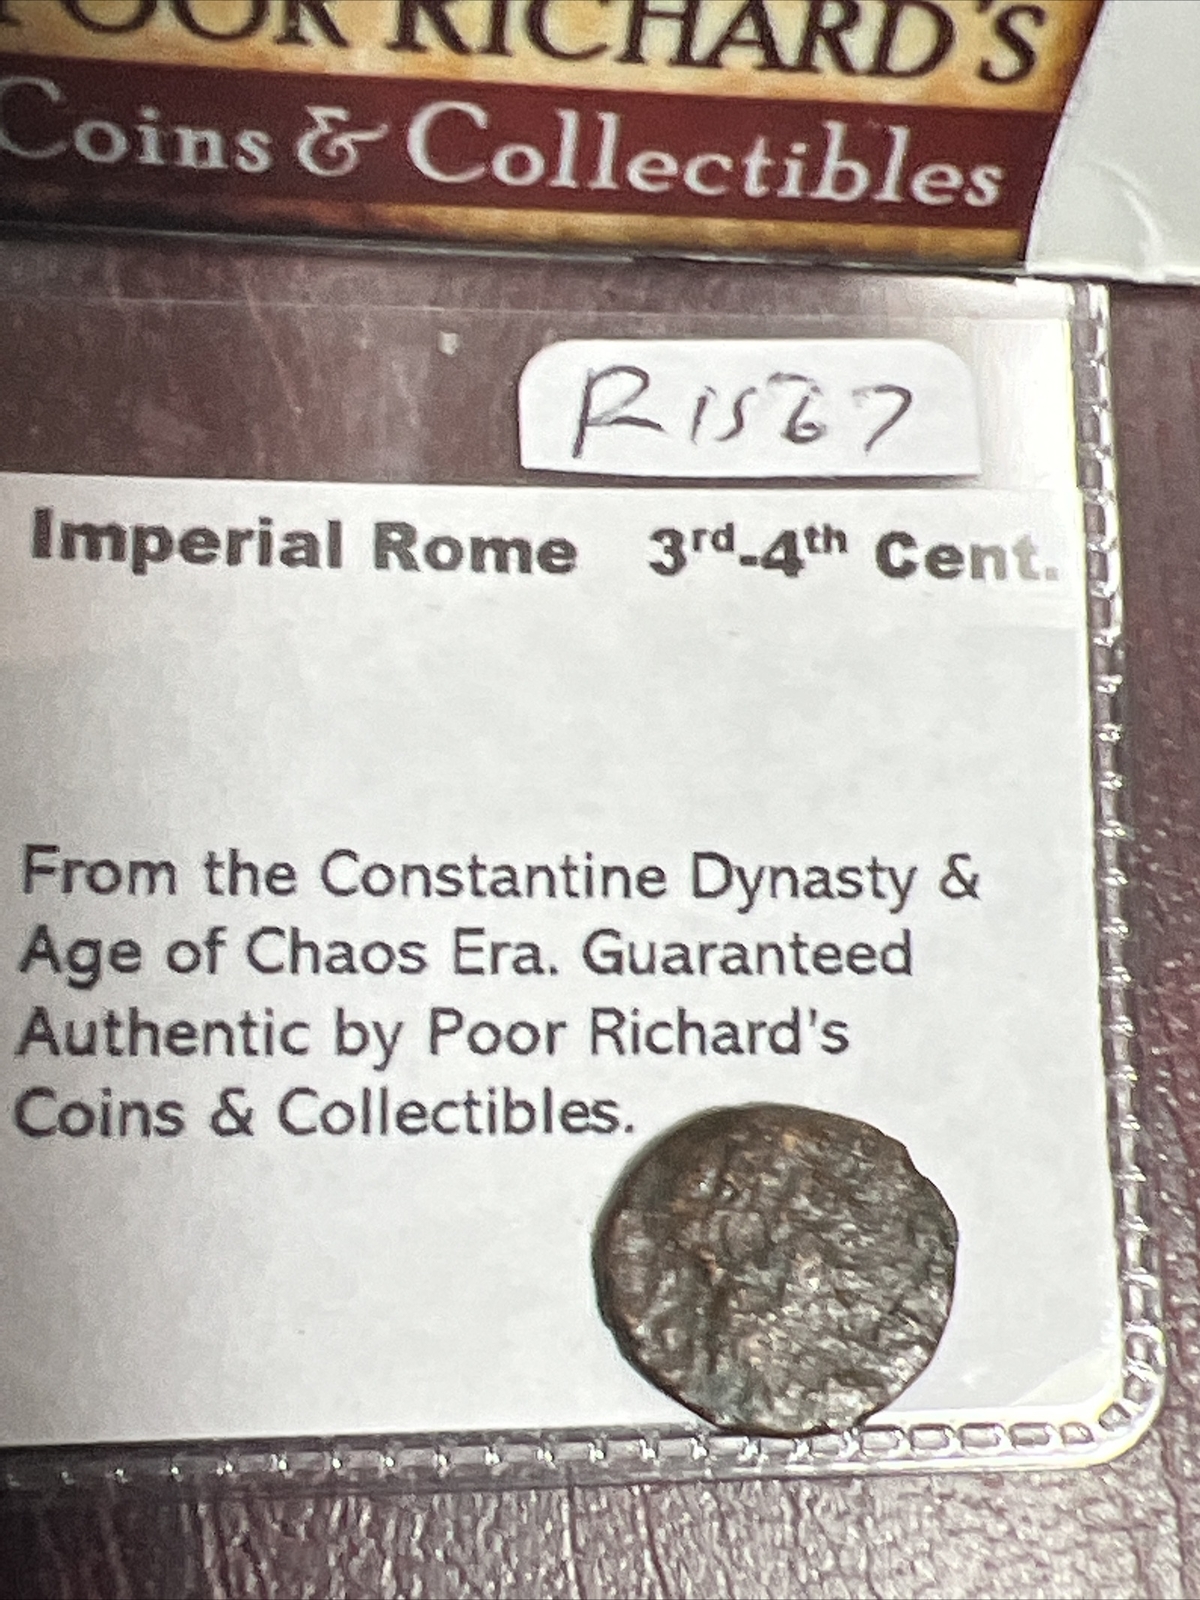 POOR RICHARD'S
Coins & Collectibles
R1567
Imperial Rome 3rd-4th Cent.
From the Constantine Dynasty &
Age of Chaos Era. Guaranteed
Authentic by Poor Richard's
Coins & Collectibles.